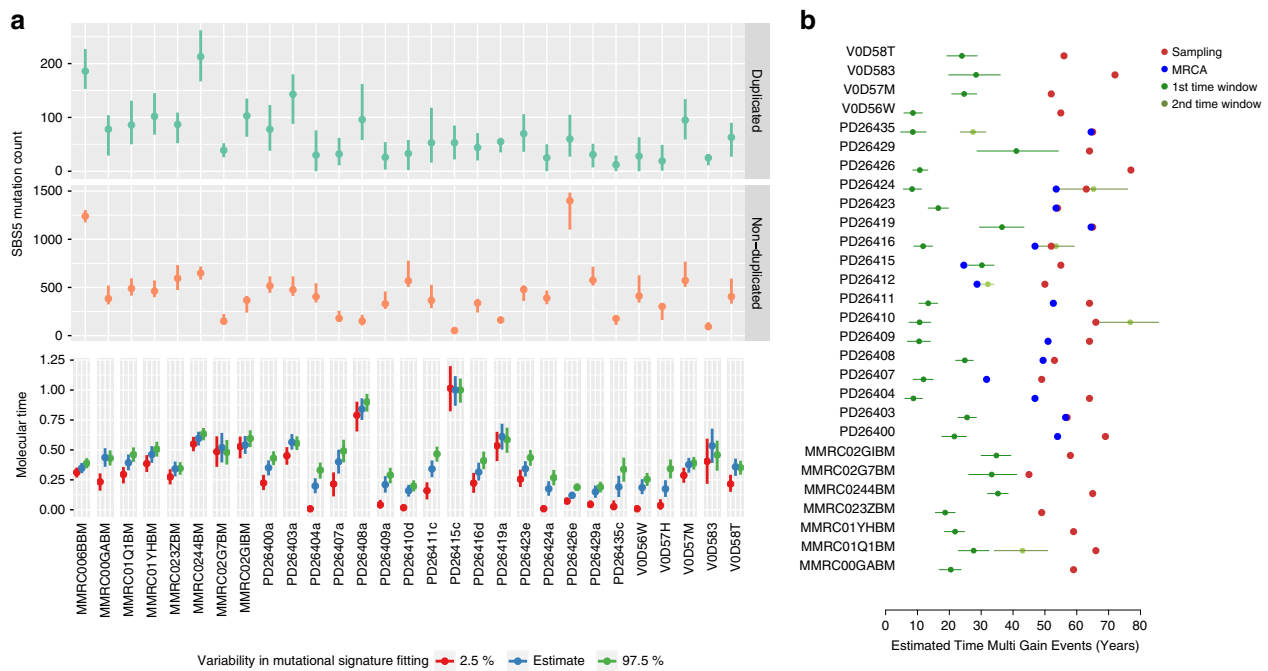 a
SBS5 mutation count
200
100
0
Duplicated
1500
1000
500
0
Non-duplicated
Molecular time
1.25
1.00
0.75
0.50
0.25
0.00
MMRC006BBM
MMRC00GABM
MMRC01Q1BM
MMRC01YHBM
MMRC023ZBM
MMRC0244BM
MMRC02G7BM
MMRC02GIBM
PD26400a
PD26403a
PD26404a
PD26407a
PD26408a
PD26409a
PD26410d
PD26411c
PD26415c
PD26416d
PD26419a
PD26423e
PD26424a
PD26426e
PD26429a
PD26435c
V0D56W
V0D57H
V0D57M
V0D583
V0D58T
Variability in mutational signature fitting 2.5 % Estimate 97.5 %
b
V0D58T
V0D583
V0D57M
V0D56W
PD26435
PD26429
PD26426
PD26424
PD26423
PD26419
PD26416
PD26415
PD26412
PD26411
PD26410
PD26409
PD26408
PD26407
PD26404
PD26403
PD26400
MMRC02GIBM
MMRC02G7BM
MMRC0244BM
MMRC023ZBM
MMRC01YHBM
MMRC01Q1BM
MMRC00GABM
Sampling
MRCA
1st time window
2nd time window
0 10 20 30 40 50 60 70 80
Estimated Time Multi Gain Events (Years)